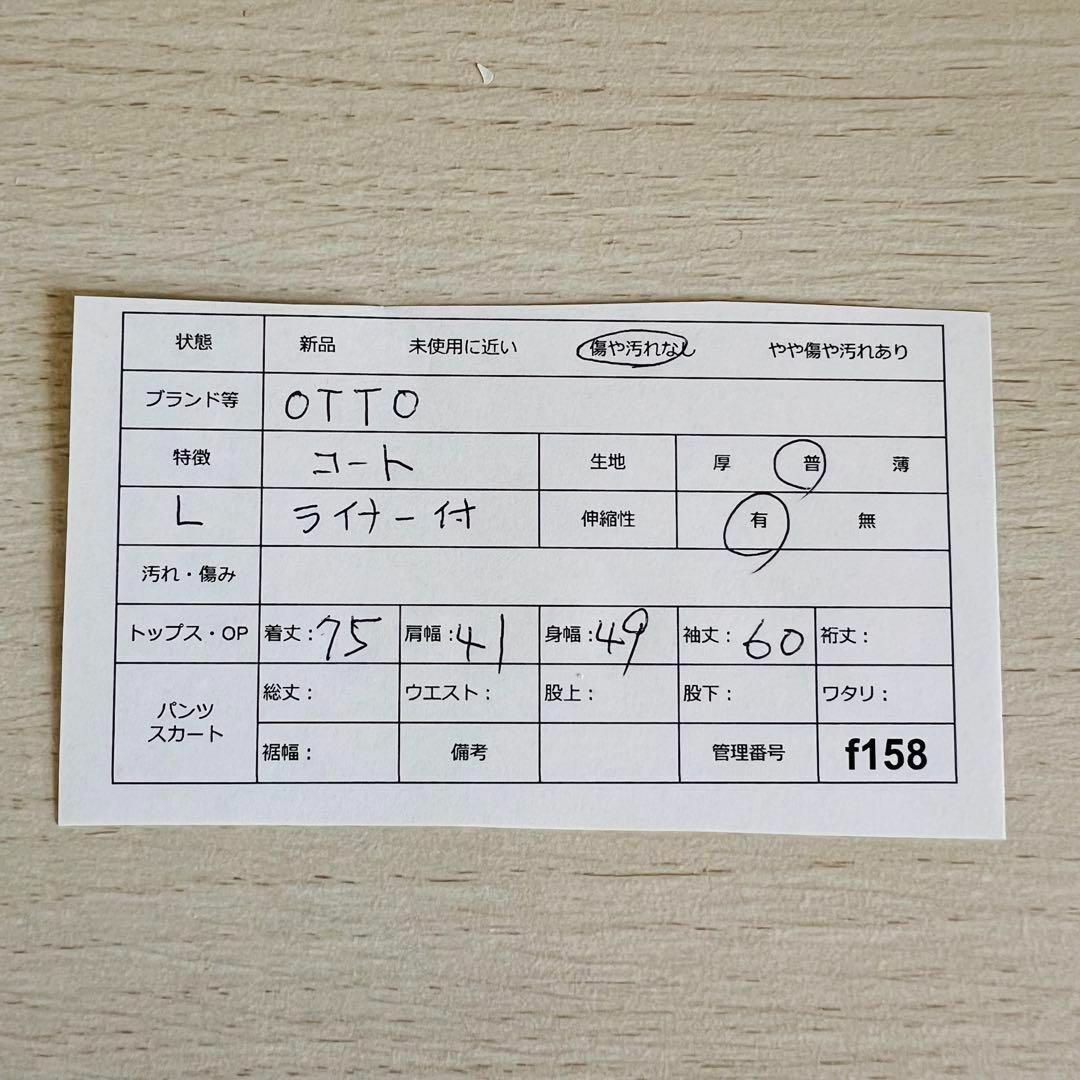 状態 新品 未使用に近い 傷や汚れなし やや傷や汚れあり
ブランド等 OTTO
特徴 コート 生地 厚 普 薄
L ライナー付 伸縮性 有 無
汚れ・傷み
トップス・OP 着丈：75 肩幅：41 身幅：49 袖丈：60 裄丈：
パンツ スカート 総丈： ウエスト： 股上： 股下： ワタリ：
裾幅： 備考 管理番号 f158